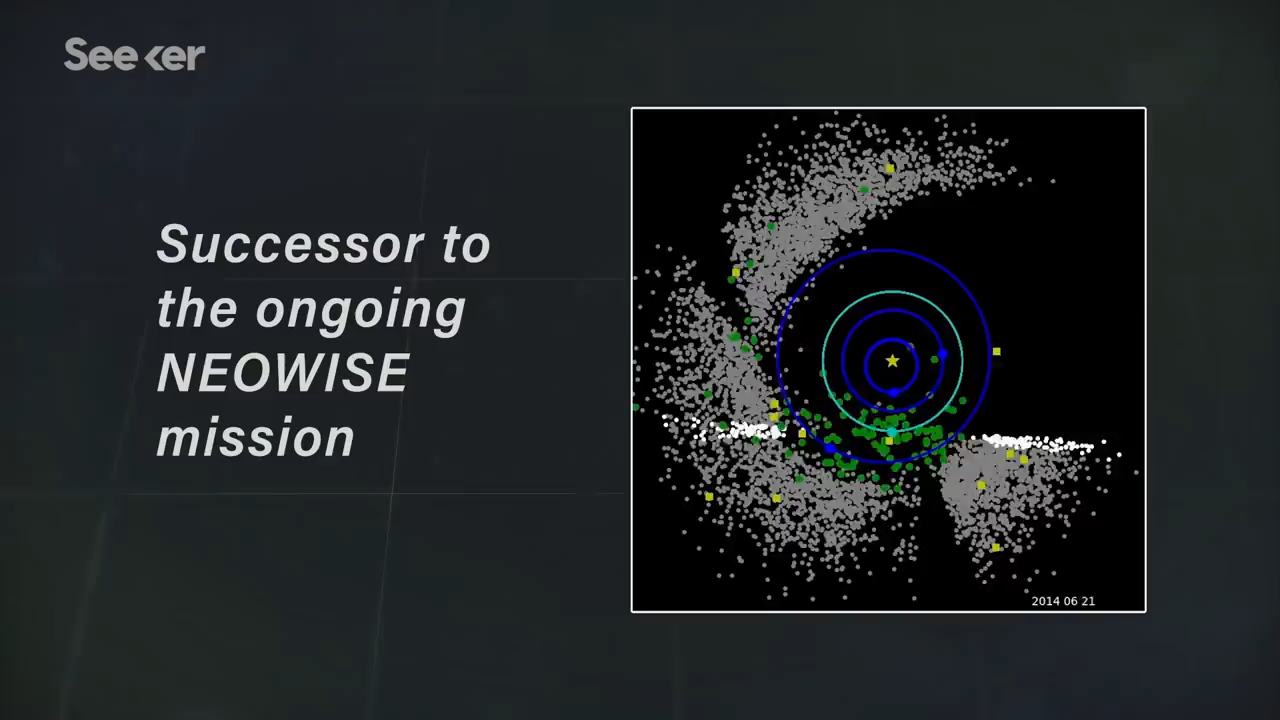 Seeker
Successor to
the ongoing
NEOWISE
mission
2014 06 21